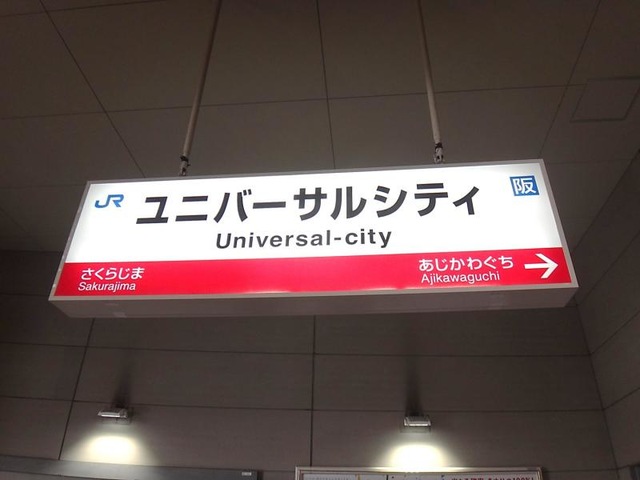 JR ユニバーサルシティ 阪
Universal-city
さくらじま あじかわぐち →
Sakurajima Ajikawaguchi